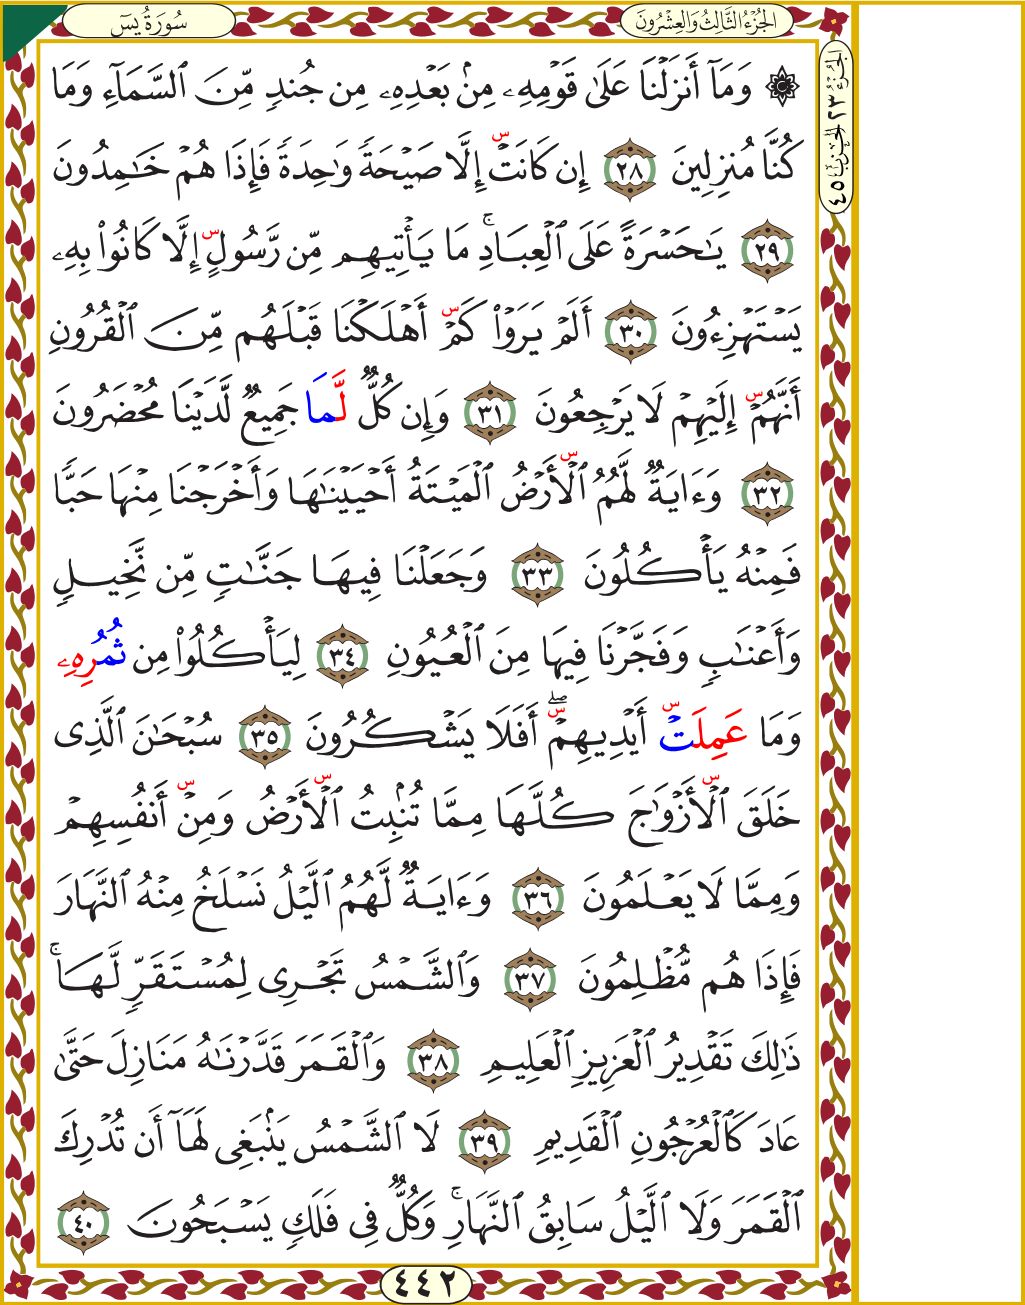 سُورَةُ يسٓ
الجُزْءُ الثَّالِثُ وَالعِشْرُونَ
الجُزْءُ ٢٣ الحِزْبُ ٤٥
۞ وَمَآ أَنزَلۡنَا عَلَىٰ قَوۡمِهِۦ مِنۢ بَعۡدِهِۦ مِن جُندٖ مِّنَ ٱلسَّمَآءِ وَمَا
كُنَّا مُنزِلِينَ ٢٨ إِن كَانَتۡ إِلَّا صَيۡحَةٗ وَٰحِدَةٗ فَإِذَا هُمۡ خَٰمِدُونَ
٢٩ يَٰحَسۡرَةً عَلَى ٱلۡعِبَادِۚ مَا يَأۡتِيهِم مِّن رَّسُولٍ إِلَّا كَانُواْ بِهِۦ
يَسۡتَهۡزِءُونَ ٣٠ أَلَمۡ يَرَوۡاْ كَمۡ أَهۡلَكۡنَا قَبۡلَهُم مِّنَ ٱلۡقُرُونِ
أَنَّهُمۡ إِلَيۡهِمۡ لَا يَرۡجِعُونَ ٣١ وَإِن كُلّٞ لَّمَا جَمِيعٞ لَّدَيۡنَا مُحۡضَرُونَ
٣٢ وَءَايَةٞ لَّهُمُ ٱلۡأَرۡضُ ٱلۡمَيۡتَةُ أَحۡيَيۡنَٰهَا وَأَخۡرَجۡنَا مِنۡهَا حَبّٗا
فَمِنۡهُ يَأۡكُلُونَ ٣٣ وَجَعَلۡنَا فِيهَا جَنَّٰتٖ مِّن نَّخِيلٖ
وَأَعۡنَٰبٖ وَفَجَّرۡنَا فِيهَا مِنَ ٱلۡعُيُونِ ٣٤ لِيَأۡكُلُواْ مِن ثُمُرِهِۦ
وَمَا عَمِلَتۡ أَيۡدِيهِمۡۚ أَفَلَا يَشۡكُرُونَ ٣٥ سُبۡحَٰنَ ٱلَّذِي
خَلَقَ ٱلۡأَزۡوَٰجَ كُلَّهَا مِمَّا تُنۢبِتُ ٱلۡأَرۡضُ وَمِنۡ أَنفُسِهِمۡ
وَمِمَّا لَا يَعۡلَمُونَ ٣٦ وَءَايَةٞ لَّهُمُ ٱلَّيۡلُ نَسۡلَخُ مِنۡهُ ٱلنَّهَارَ
فَإِذَا هُم مُّظۡلِمُونَ ٣٧ وَٱلشَّمۡسُ تَجۡرِي لِمُسۡتَقَرّٖ لَّهَاۚ
ذَٰلِكَ تَقۡدِيرُ ٱلۡعَزِيزِ ٱلۡعَلِيمِ ٣٨ وَٱلۡقَمَرَ قَدَّرۡنَٰهُ مَنَازِلَ حَتَّىٰ
عَادَ كَٱلۡعُرۡجُونِ ٱلۡقَدِيمِ ٣٩ لَا ٱلشَّمۡسُ يَنۢبَغِي لَهَآ أَن تُدۡرِكَ
ٱلۡقَمَرَ وَلَا ٱلَّيۡلُ سَابِقُ ٱلنَّهَارِۚ وَكُلّٞ فِي فَلَكٖ يَسۡبَحُونَ ٤٠
٤٤٢